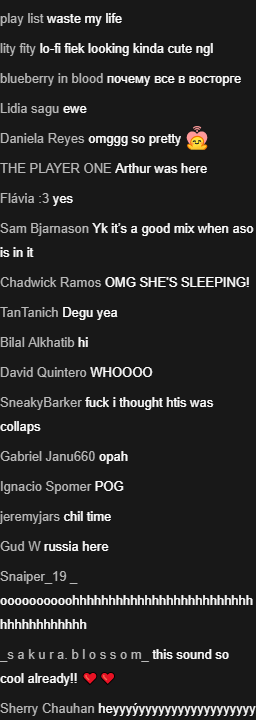 play list waste my life
lity fity lo-fi fiek looking kinda cute ngl
blueberry in blood почему все в восторге
Lidia sagu ewe
Daniela Reyes omggg so pretty
THE PLAYER ONE Arthur was here
Flávia :3 yes
Sam Bjarnason Yk it's a good mix when aso
is in it
Chadwick Ramos OMG SHE'S SLEEPING!
TanTanich Degu yea
Bilal Alkhatib hi
David Quintero WHOOOO
SneakyBarker fuck i thought htis was
collaps
Gabriel Janu660 opah
Ignacio Spomer POG
jeremyjars chil time
Gud W russia here
Snaiper_19 _
oooooooooohhhhhhhhhhhhhhhhhhhhhhhhh
hhhhhhhhhhhh
_s a k u r a. b l o s s o m_ this sound so
cool already!!
Sherry Chauhan heyyyýyyyyyyyyyyyyyyyyyy